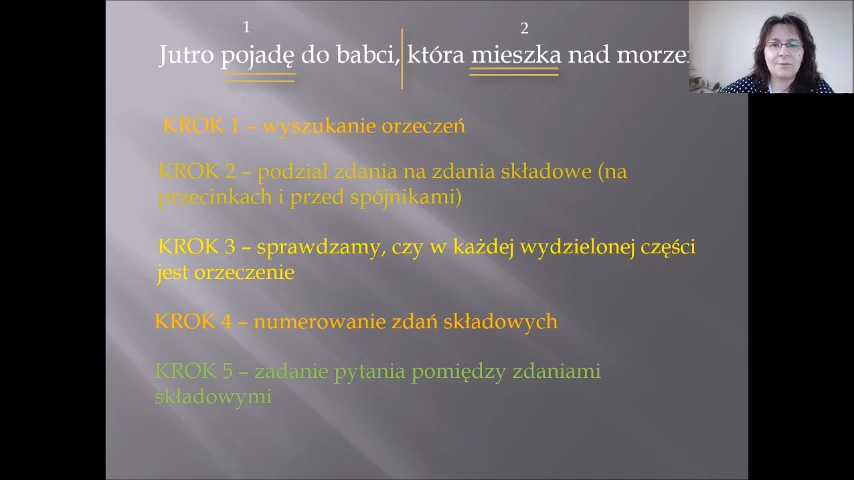 1 2
Jutro pojadę do babci, która mieszka nad
KROK 1 – wyszukanie orzeczeń
KROK 2 – podział zdania na zdania składowe (na
przecinkach i przed spójnikami)
KROK 3 – sprawdzamy, czy w każdej wydzielonej części
jest orzeczenie
KROK 4 – numerowanie zdań składowych
KROK 5 – zadanie pytania pomiędzy zdaniami
składowymi